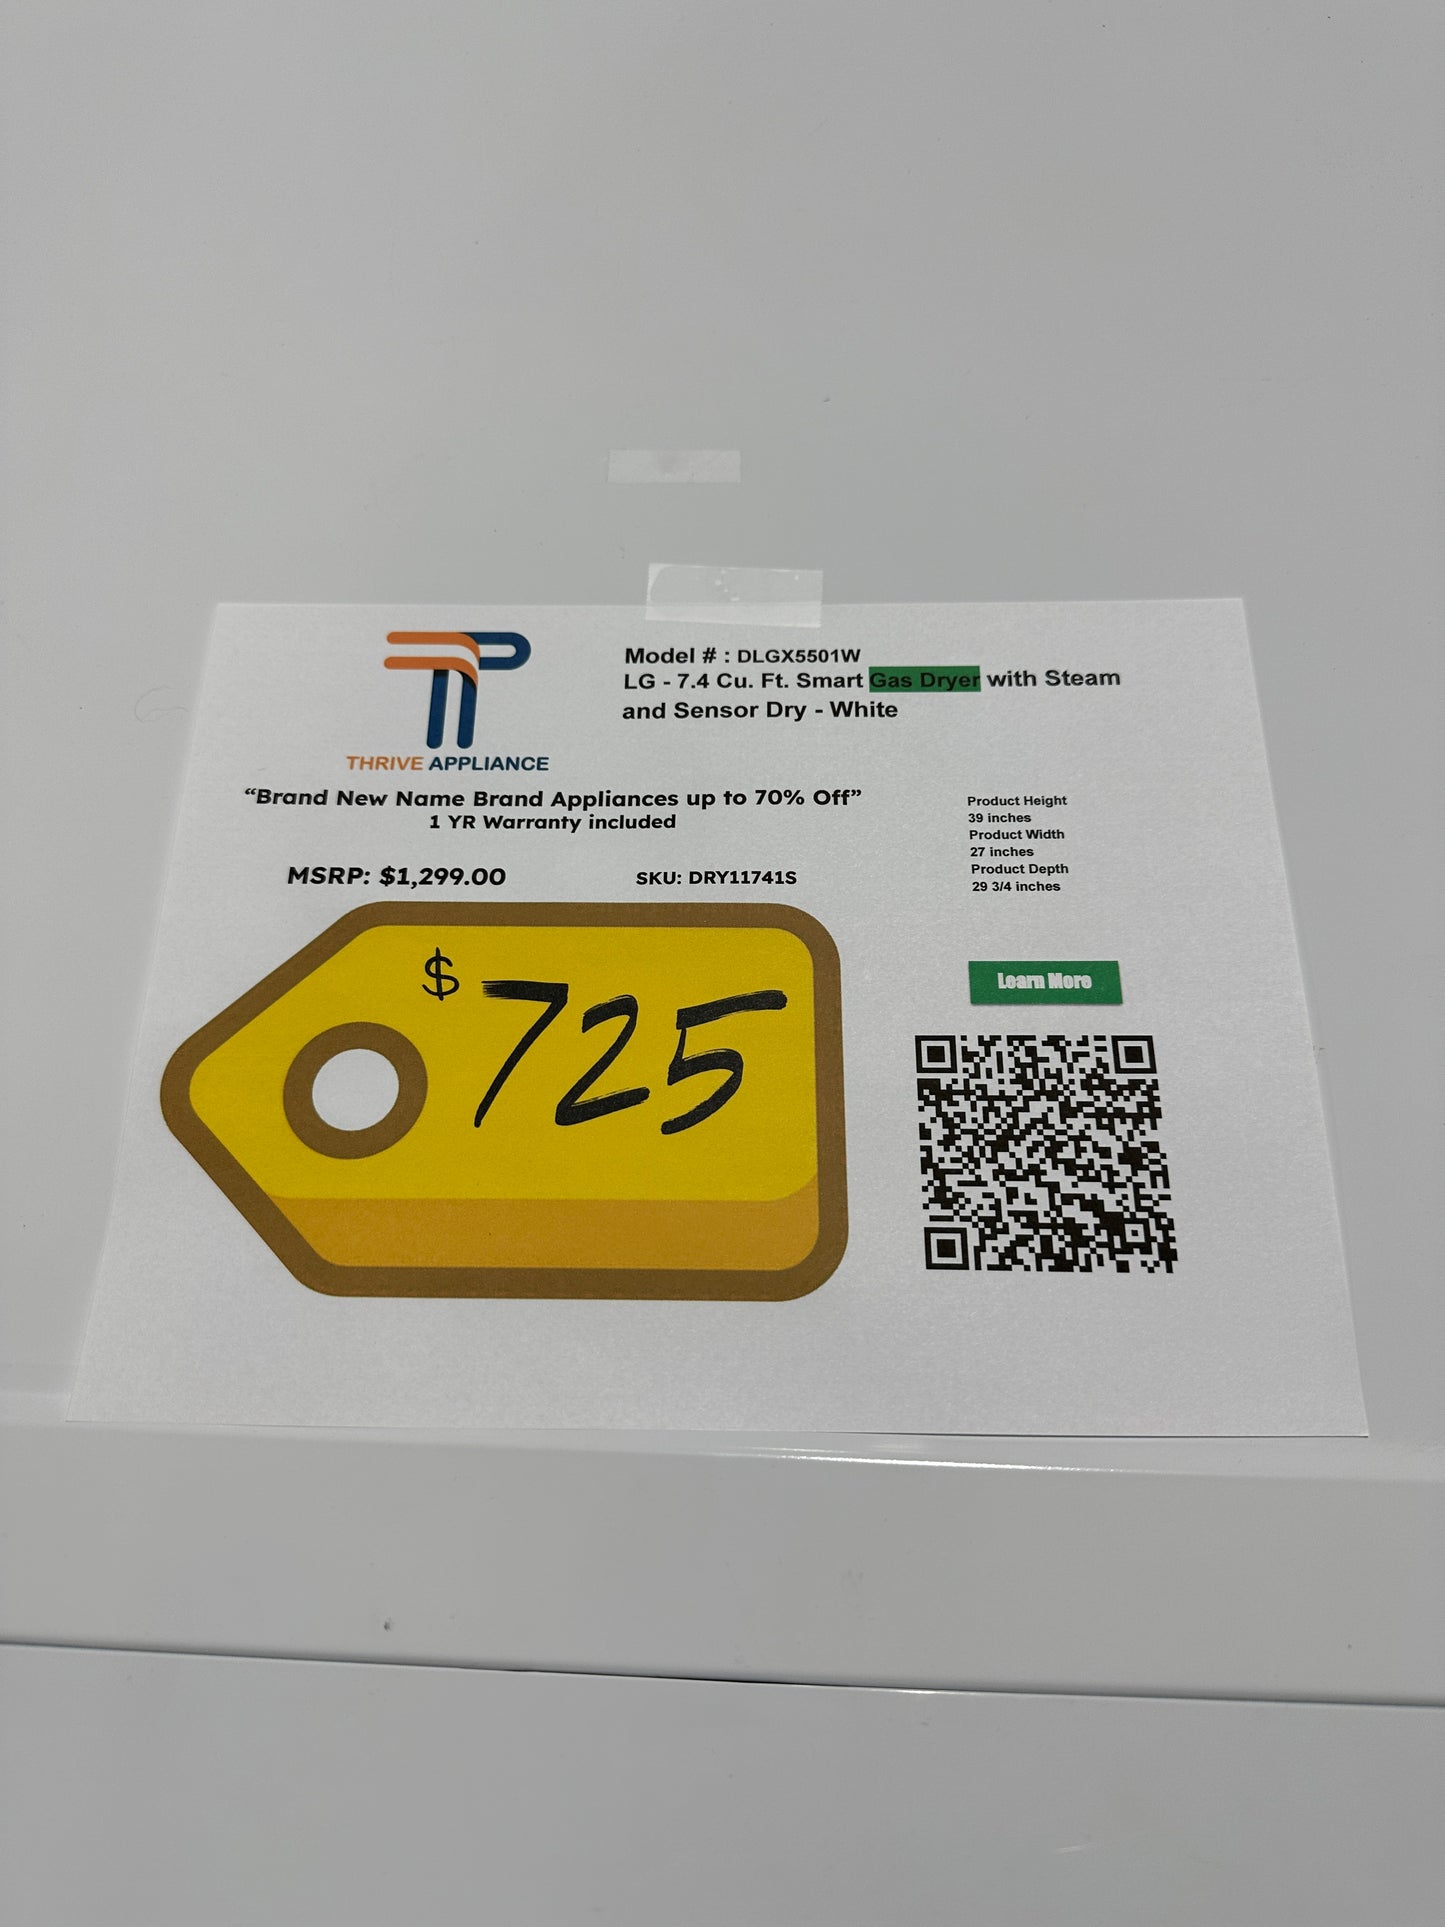 THRIVE APPLIANCE
Model # : DLGX5501W
LG - 7.4 Cu. Ft. Smart Gas Dryer with Steam
and Sensor Dry - White
“Brand New Name Brand Appliances up to 70% Off”
1 YR Warranty included
MSRP: $1,299.00
SKU: DRY11741S
$725
Product Height
39 inches
Product Width
27 inches
Product Depth
29 3/4 inches
Learn More